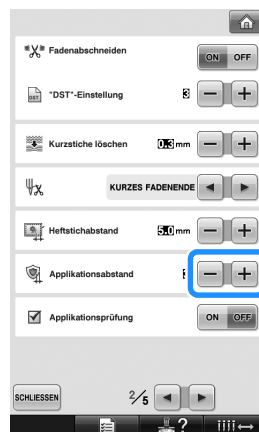 Fadenabschneiden ON OFF
DST "DST"-Einstellung 3 − +
Kurzstiche löschen 0.3 mm − +
KURZES FADENENDE
Heftstichabstand 5.0 mm − +
Applikationsabstand − +
Applikationsprüfung ON OFF
SCHLIESSEN 2/5
?